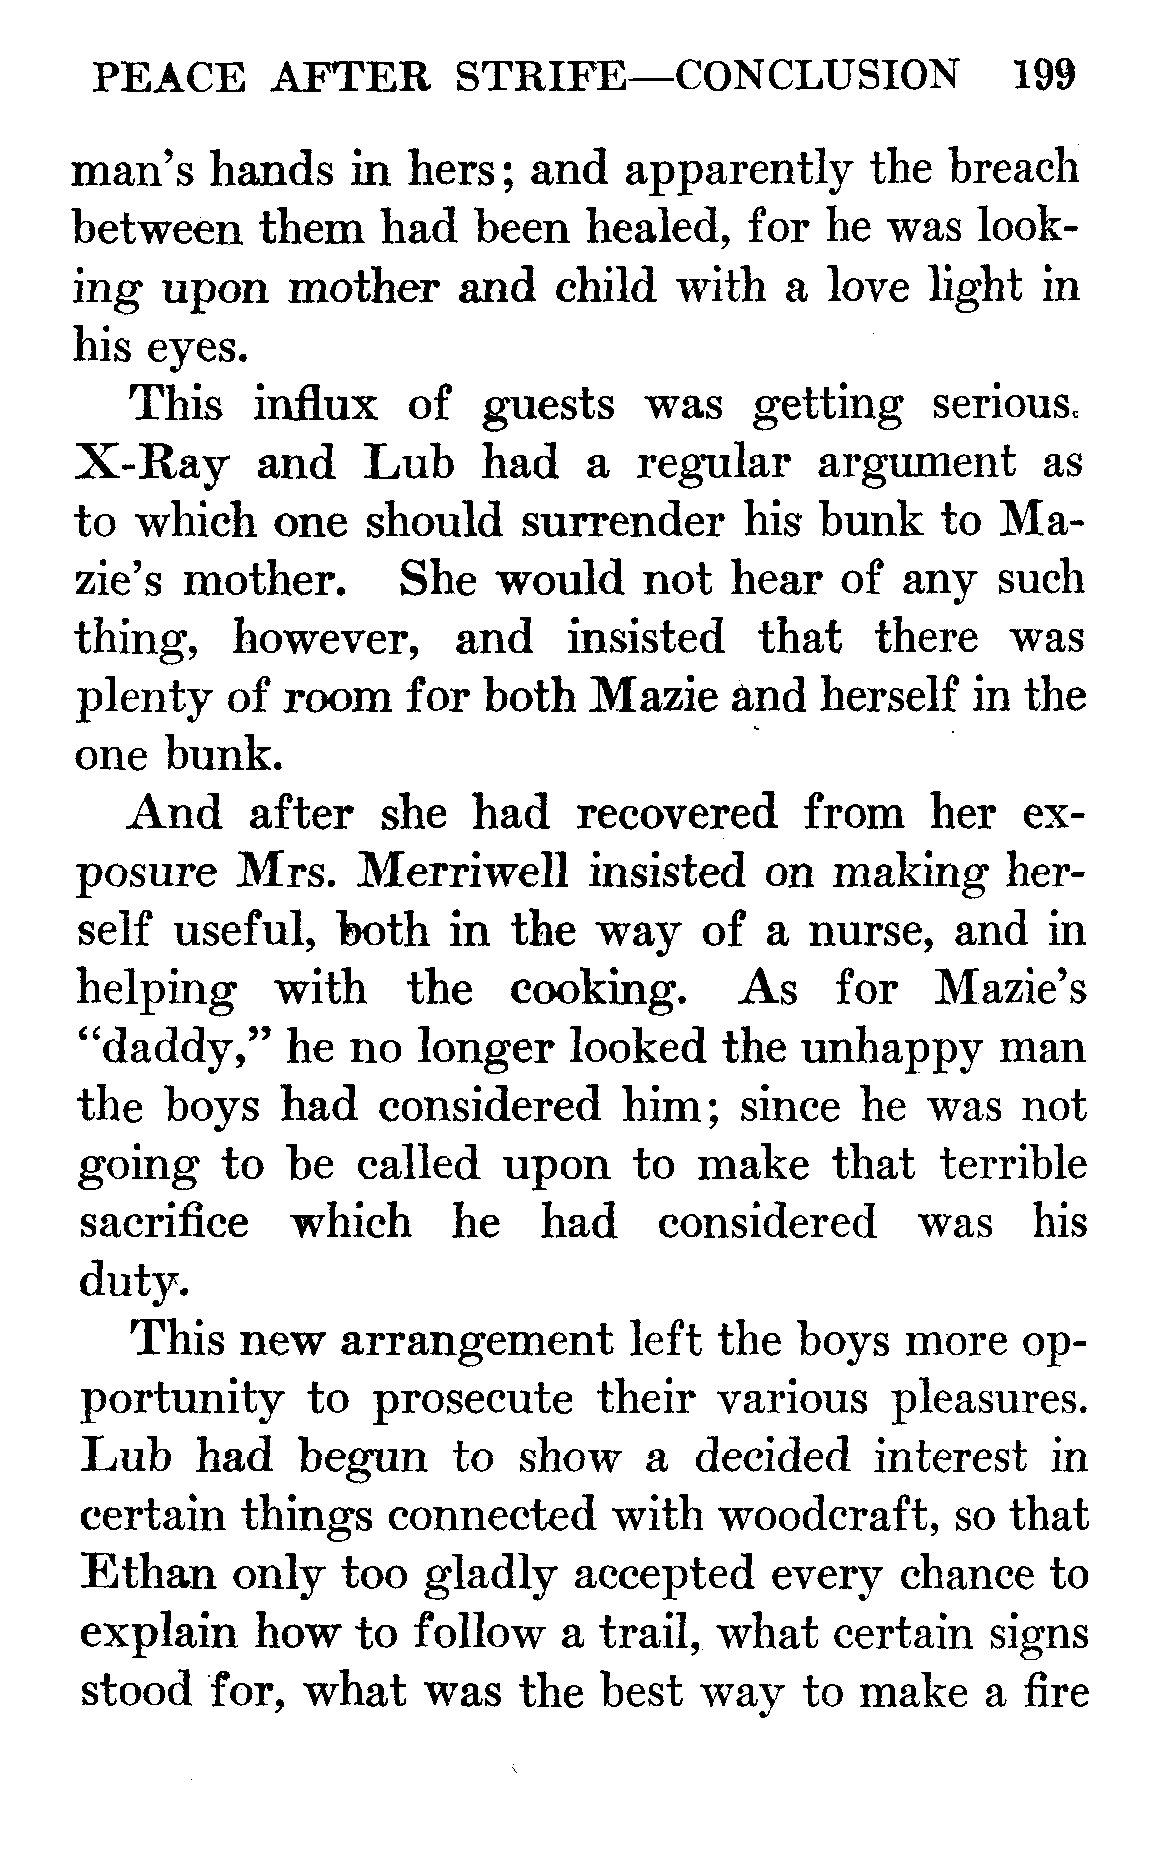 PEACE AFTER STRIFE—CONCLUSION 199
man's hands in hers; and apparently the breach
between them had been healed, for he was look-
ing upon mother and child with a love light in
his eyes.
This influx of guests was getting serious.
X-Ray and Lub had a regular argument as
to which one should surrender his bunk to Ma-
zie's mother. She would not hear of any such
thing, however, and insisted that there was
plenty of room for both Mazie and herself in the
one bunk.
And after she had recovered from her ex-
posure Mrs. Merriwell insisted on making her-
self useful, both in the way of a nurse, and in
helping with the cooking. As for Mazie's
"daddy," he no longer looked the unhappy man
the boys had considered him; since he was not
going to be called upon to make that terrible
sacrifice which he had considered was his
duty.
This new arrangement left the boys more op-
portunity to prosecute their various pleasures.
Lub had begun to show a decided interest in
certain things connected with woodcraft, so that
Ethan only too gladly accepted every chance to
explain how to follow a trail, what certain signs
stood for, what was the best way to make a fire